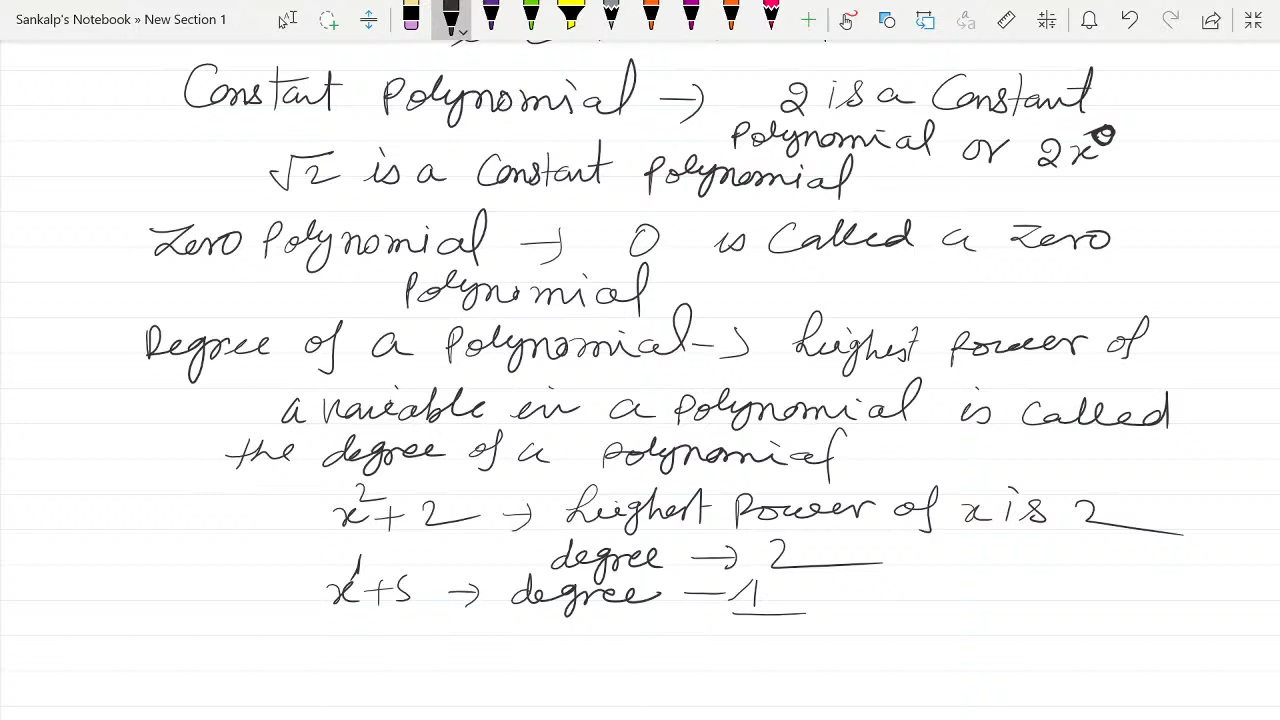 Sankalp's Notebook » New Section 1
Constant Polynomial → 2 is a Constant
Polynomial or 2x⁰
√2 is a Constant Polynomial
Zero Polynomial → 0 is called a zero
Polynomial
Degree of a Polynomial → highest power of
a variable in a polynomial is called
the degree of a polynomial
x² + 2 → highest Power of x is 2
degree → 2
x¹ + 5 → degree – 1